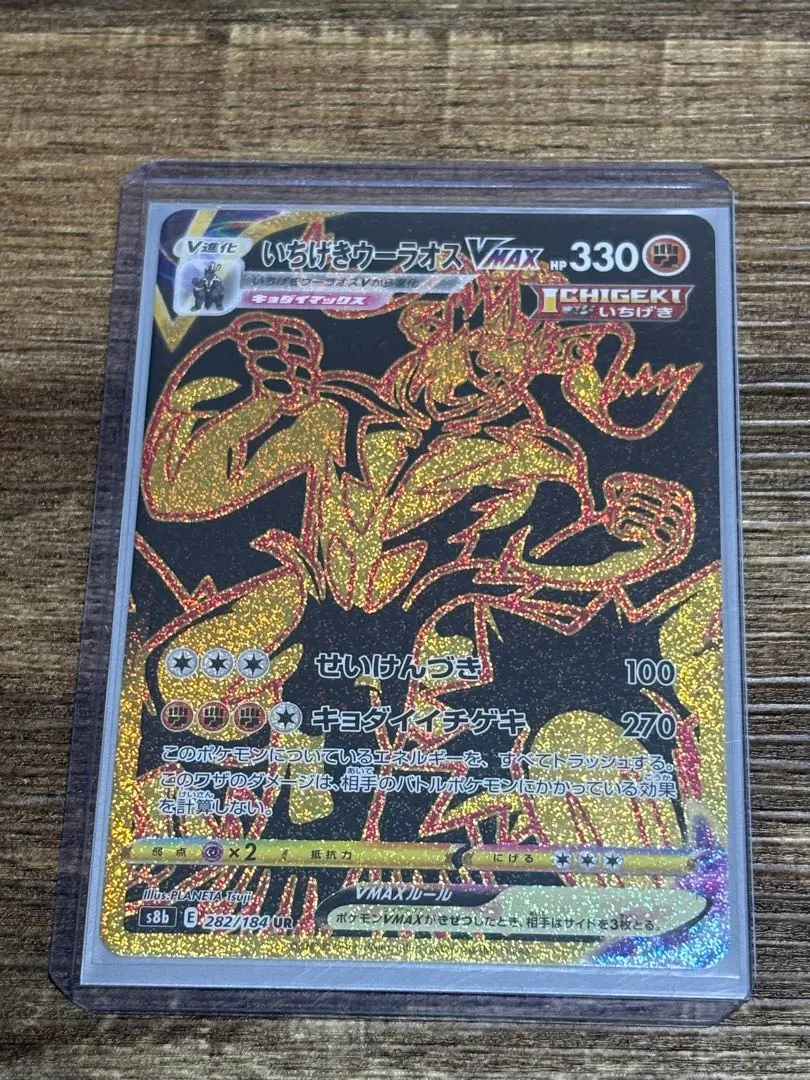 V進化
いちげきウーラオス VMAX HP 330
いちげきウーラオスVから進化
キョダイマックス
ICHIGEKI
いちげき
せいけんづき 100
キョダイイチゲキ 270
このポケモンについているエネルギーを、すべてトラッシュする。
このワザのダメージは、相手のバトルポケモンにかかっている効果
を計算しない。
弱点 ×2 抵抗力 にげる
illus. PLANETA Tsuji
VMAXルール
s8b E 282/184 UR
ポケモンVMAXがきぜつしたとき、相手はサイドを3枚とる。